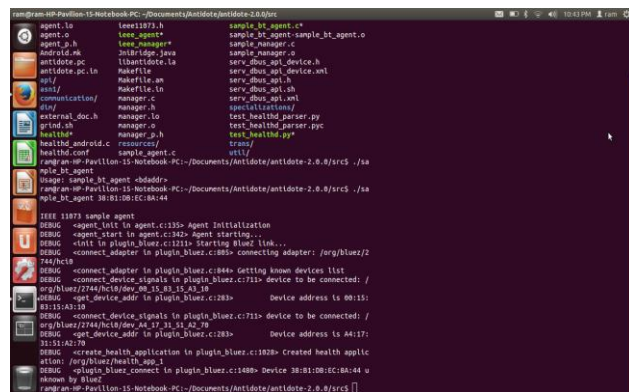 ram@ram-HP-Pavilion-15-Notebook-PC: ~/Documents/Antidote/antidote-2.0.0/src
10:43 PM ram
agent.lo ieee11073.h sample_bt_agent.c*
agent.o ieee_agent* sample_bt_agent-sample_bt_agent.o
agent_p.h ieee_manager* sample_manager.c
Android.mk JniBridge.java sample_manager.o
antidote.pc libantidote.la serv_dbus_api_device.h
antidote.pc.in Makefile serv_dbus_api_device.xml
api/ Makefile.am serv_dbus_api.h
asn1/ Makefile.in serv_dbus_api.sh
communication/ manager.c serv_dbus_api.xml
dim/ manager.h specializations/
external_doc.h manager.lo test_healthd_parser.py
grind.sh manager.o test_healthd_parser.pyc
healthd* manager_p.h test_healthd.py*
healthd_android.c resources/ trans/
healthd.conf sample_agent.c util/
ram@ram-HP-Pavilion-15-Notebook-PC:~/Documents/Antidote/antidote-2.0.0/src$ ./sa
mple_bt_agent
Usage: sample_bt_agent <bdaddr>
ram@ram-HP-Pavilion-15-Notebook-PC:~/Documents/Antidote/antidote-2.0.0/src$ ./sa
mple_bt_agent 38:B1:DB:EC:8A:44
IEEE 11073 sample agent
DEBUG <agent_init in agent.c:135> Agent Initialization
DEBUG <agent_start in agent.c:342> Agent starting...
DEBUG <init in plugin_bluez.c:1211> Starting BlueZ link...
DEBUG <connect_adapter in plugin_bluez.c:805> connecting adapter: /org/bluez/2
744/hci0
DEBUG <connect_adapter in plugin_bluez.c:844> Getting known devices list
DEBUG <connect_device_signals in plugin_bluez.c:711> device to be connected: /
org/bluez/2744/hci0/dev_00_15_83_15_A3_10
DEBUG <get_device_addr in plugin_bluez.c:283> Device address is 00:15:
83:15:A3:10
DEBUG <connect_device_signals in plugin_bluez.c:711> device to be connected: /
org/bluez/2744/hci0/dev_A4_17_31_51_A2_70
DEBUG <get_device_addr in plugin_bluez.c:283> Device address is A4:17:
31:51:A2:70
DEBUG <create_health_application in plugin_bluez.c:1028> Created health applic
ation: /org/bluez/health_app_1
DEBUG <plugin_bluez_connect in plugin_bluez.c:1480> Device 38:B1:DB:EC:8A:44 u
nknown by BlueZ
ram@ram-HP-Pavilion-15-Notebook-PC:~/Documents/Antidote/antidote-2.0.0/src$